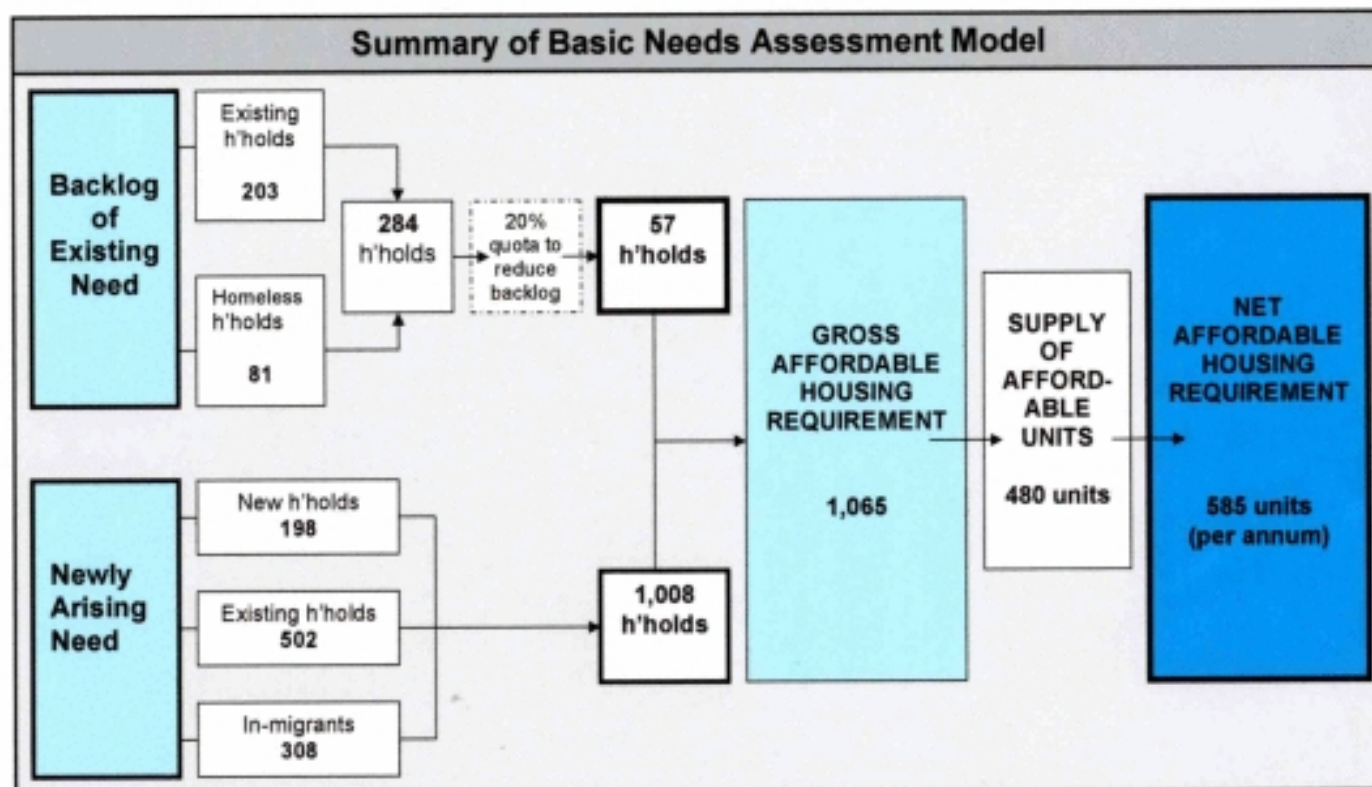 Summary of Basic Needs Assessment Model
Backlog
of
Existing
Need
Existing
h'holds
203
Homeless
h'holds
81
284
h'holds
20%
quota to
reduce
backlog
57
h'holds
Newly
Arising
Need
New h'holds
198
Existing h'holds
502
In-migrants
308
1,008
h'holds
GROSS
AFFORDABLE
HOUSING
REQUIREMENT
1,065
SUPPLY
OF
AFFORD-
ABLE
UNITS
480 units
NET
AFFORDABLE
HOUSING
REQUIREMENT
585 units
(per annum)